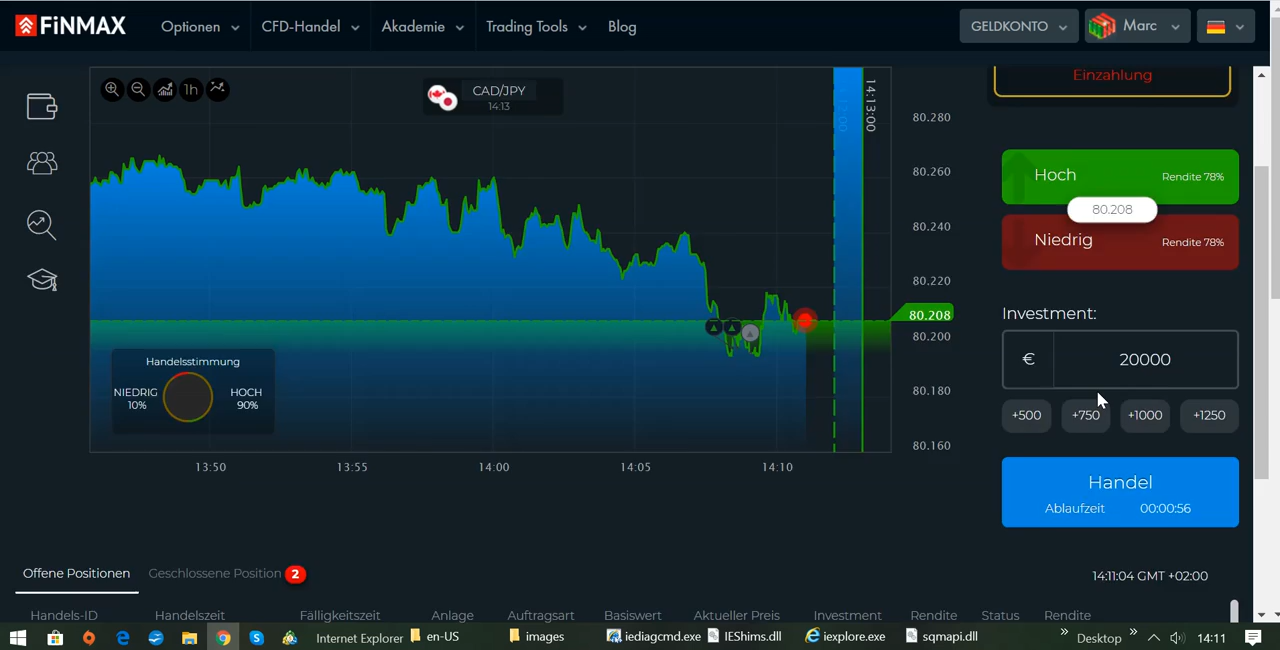 FiNMAX
Optionen
CFD-Handel
Akademie
Trading Tools
Blog
GELDKONTO
Marc
1h
CAD/JPY
14:13
12:00
14:13:00
80.280
80.260
80.240
80.220
80.208
80.200
80.180
80.160
Handelsstimmung
NIEDRIG
10%
HOCH
90%
13:50
13:55
14:00
14:05
14:10
Einzahlung
Hoch
Rendite 78%
80.208
Niedrig
Rendite 78%
Investment:
€
20000
+500
+750
+1000
+1250
Handel
Ablaufzeit 00:00:56
Offene Positionen
Geschlossene Position 2
14:11:04 GMT +02:00
Handels-ID
Handelszeit
Fälligkeitszeit
Anlage
Auftragsart
Basiswert
Aktueller Preis
Investment
Rendite
Status
Rendite
Internet Explorer
en-US
images
iediagcmd.exe
IEShims.dll
iexplore.exe
sqmapi.dll
Desktop
14:11